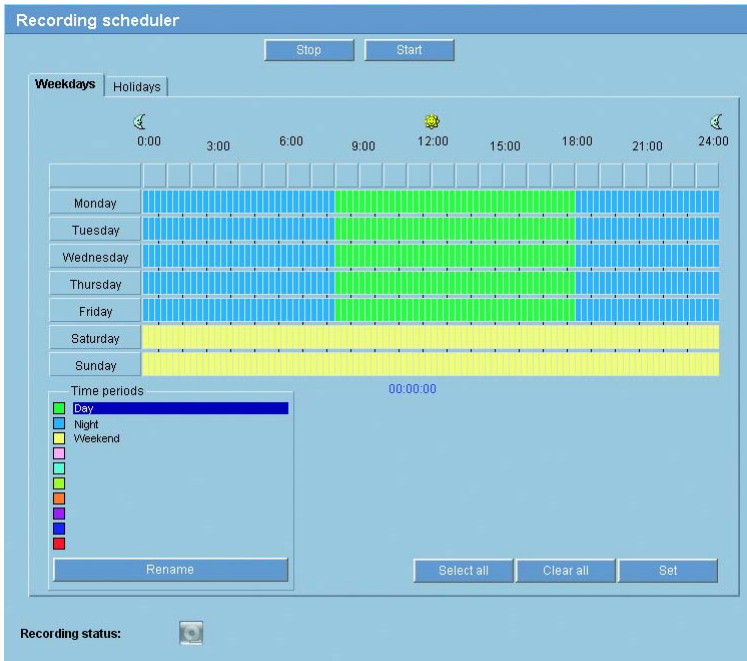 Recording scheduler
Stop Start
Weekdays Holidays
0:00 3:00 6:00 9:00 12:00 15:00 18:00 21:00 24:00
Monday
Tuesday
Wednesday
Thursday
Friday
Saturday
Sunday
Time periods 00:00:00
Day
Night
Weekend
Rename Select all Clear all Set
Recording status: